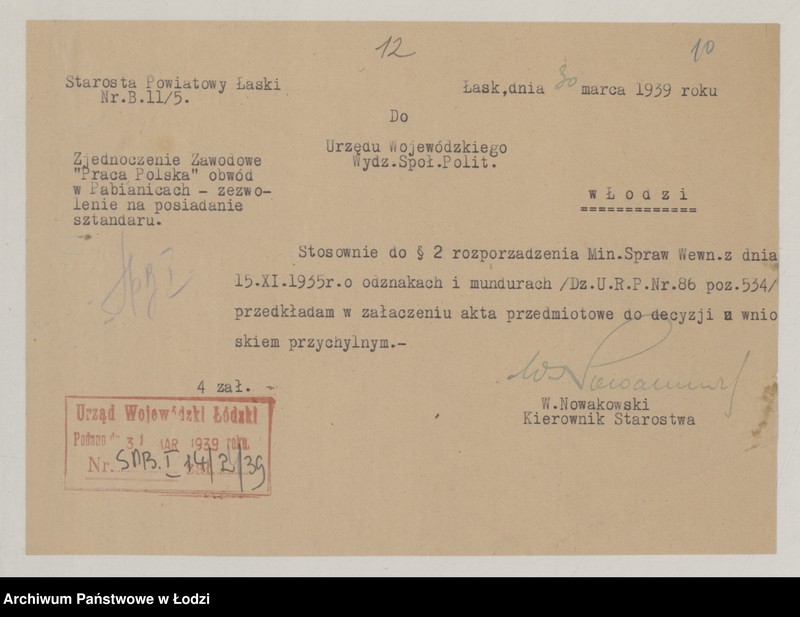 12
10
Starosta Powiatowy Łaski
Nr.B.11/5.
Łask,dnia 30 marca 1939 roku
Do
Urzędu Wojewódzkiego
Wydz.Społ.Polit.
w Ł o d z i
Zjednoczenie Zawodowe
"Praca Polska" obwód
w Pabianicach – zezwo-
lenie na posiadanie
sztandaru.
Stosownie do § 2 rozporzadzenia Min.Spraw Wewn.z dnia
15.XI.1935r.o odznakach i mundurach /Dz.U.R.P.Nr.86 poz.534/
przedkładam w załaczeniu akta przedmiotowe do decyzji z wnio
skiem przychylnym.-
4 zał. -
W.Nowakowski
Kierownik Starostwa
Urząd Wojewódzki Łódzki
31 MAR 1939 roku.
Nr. SPB.I 14/2/39
Archiwum Państwowe w Łodzi